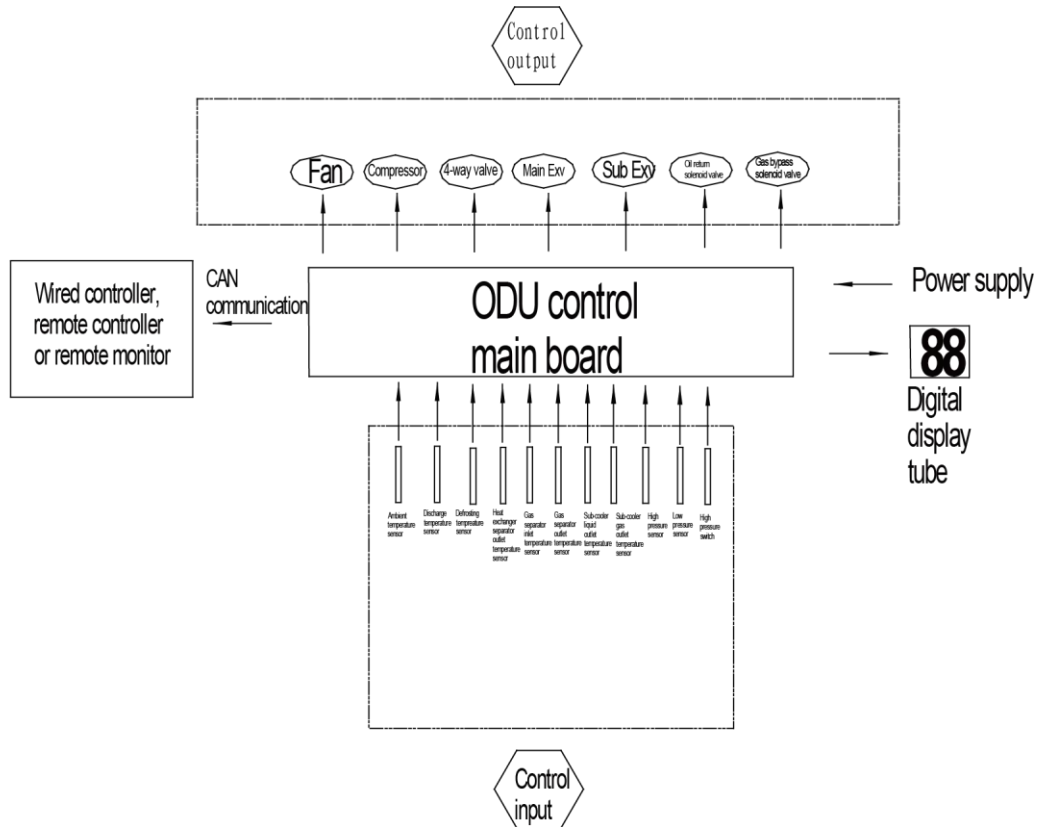 Control
output
Fan
Compressor
4-way valve
Main Exv
Sub Exv
Oil return
solenoid valve
Gas bypass
solenoid valve
Wired controller,
remote controller
or remote monitor
CAN
communication
ODU control
main board
Power supply
88
Digital
display
tube
Ambient
temperature
sensor
Discharge
temperature
sensor
Defrosting
tempreature
sensor
Heat
exchanger
separator
outlet
temperature
sensor
Gas
separator
inlet
temperature
sensor
Gas
separator
outlet
temperature
sensor
Sub-cooler
liquid
outlet
temperature
sensor
Sub-cooler
gas
outlet
temperature
sensor
High
pressure
sensor
Low
pressure
sensor
High
pressure
switch
Control
input